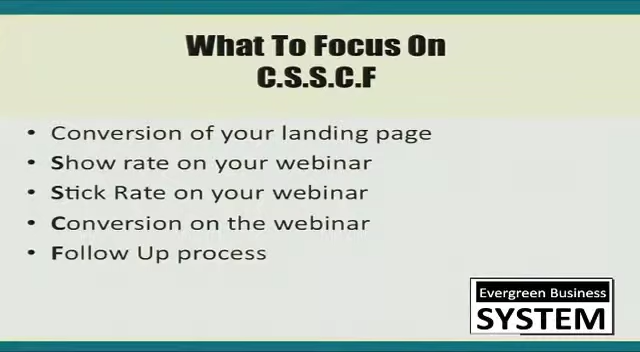 What To Focus On
C.S.S.C.F
• Conversion of your landing page
• Show rate on your webinar
• Stick Rate on your webinar
• Conversion on the webinar
• Follow Up process
Evergreen Business
SYSTEM